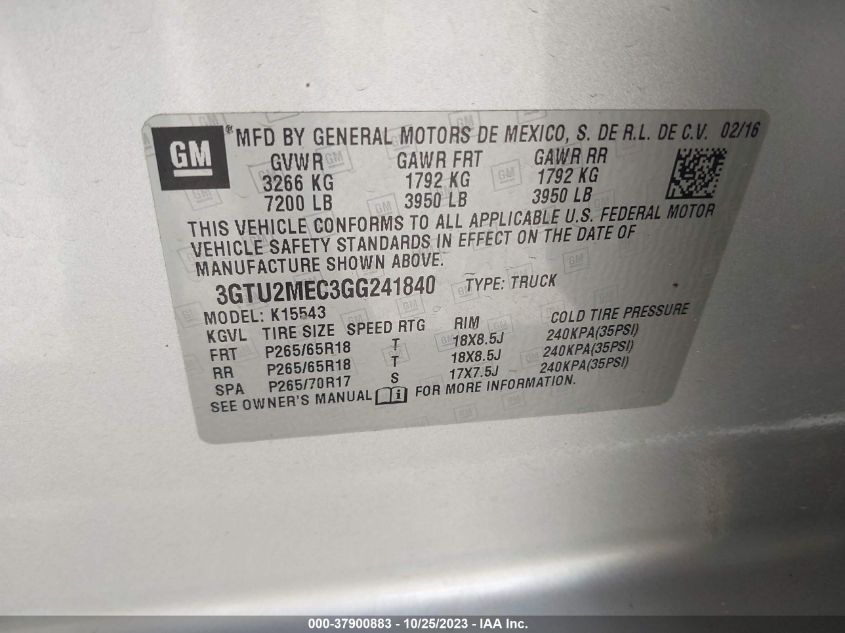 GM ® MFD BY GENERAL MOTORS DE MEXICO, S. DE R.L. DE C.V. 02/16
GVWR GAWR FRT GAWR RR
3266 KG 1792 KG 1792 KG
7200 LB 3950 LB 3950 LB
THIS VEHICLE CONFORMS TO ALL APPLICABLE U.S. FEDERAL MOTOR
VEHICLE SAFETY STANDARDS IN EFFECT ON THE DATE OF
MANUFACTURE SHOWN ABOVE.
3GTU2MEC3GG241840 TYPE: TRUCK
MODEL: K15543
KGVL TIRE SIZE SPEED RTG RIM COLD TIRE PRESSURE
FRT P265/65R18 T 18X8.5J 240KPA(35PSI)
RR P265/65R18 T 18X8.5J 240KPA(35PSI)
SPA P265/70R17 S 17X7.5J 240KPA(35PSI)
SEE OWNER'S MANUAL i FOR MORE INFORMATION.
000-37900883 / 10/25/2023 - IAA Inc.